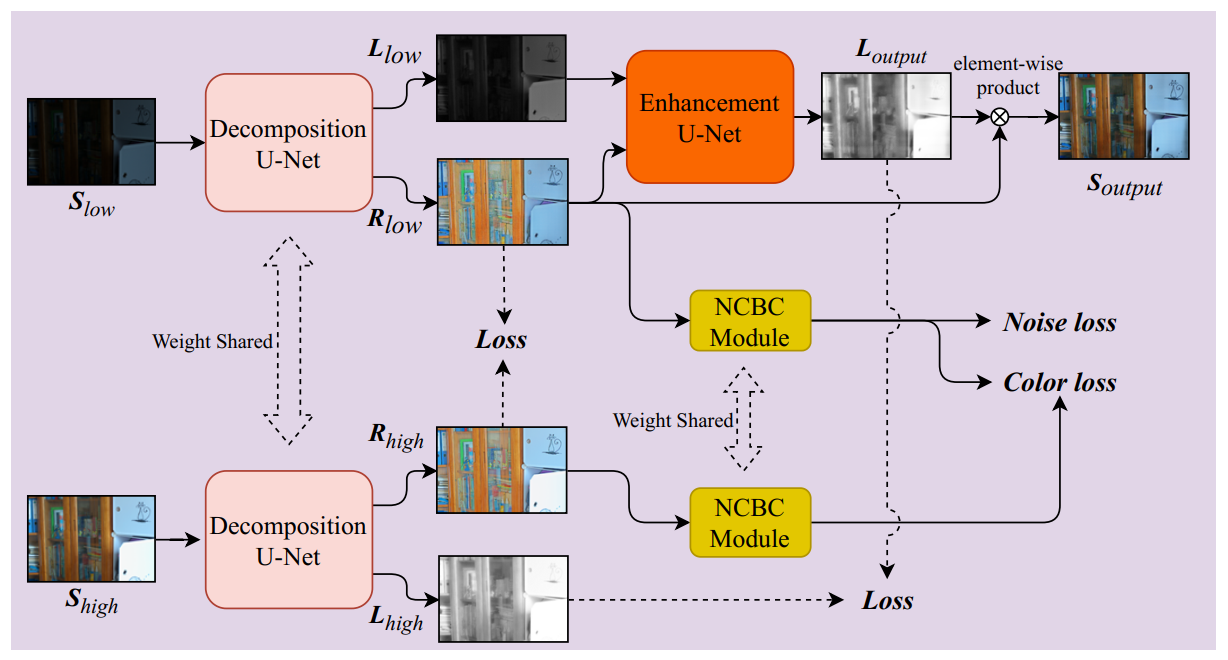 L_low
L_output
element-wise
product
Enhancement
U-Net
Decomposition
U-Net
S_low
R_low
S_output
NCBC
Module
Noise loss
Weight Shared
Loss
Color loss
R_high
Weight Shared
NCBC
Module
Decomposition
U-Net
S_high
L_high
Loss